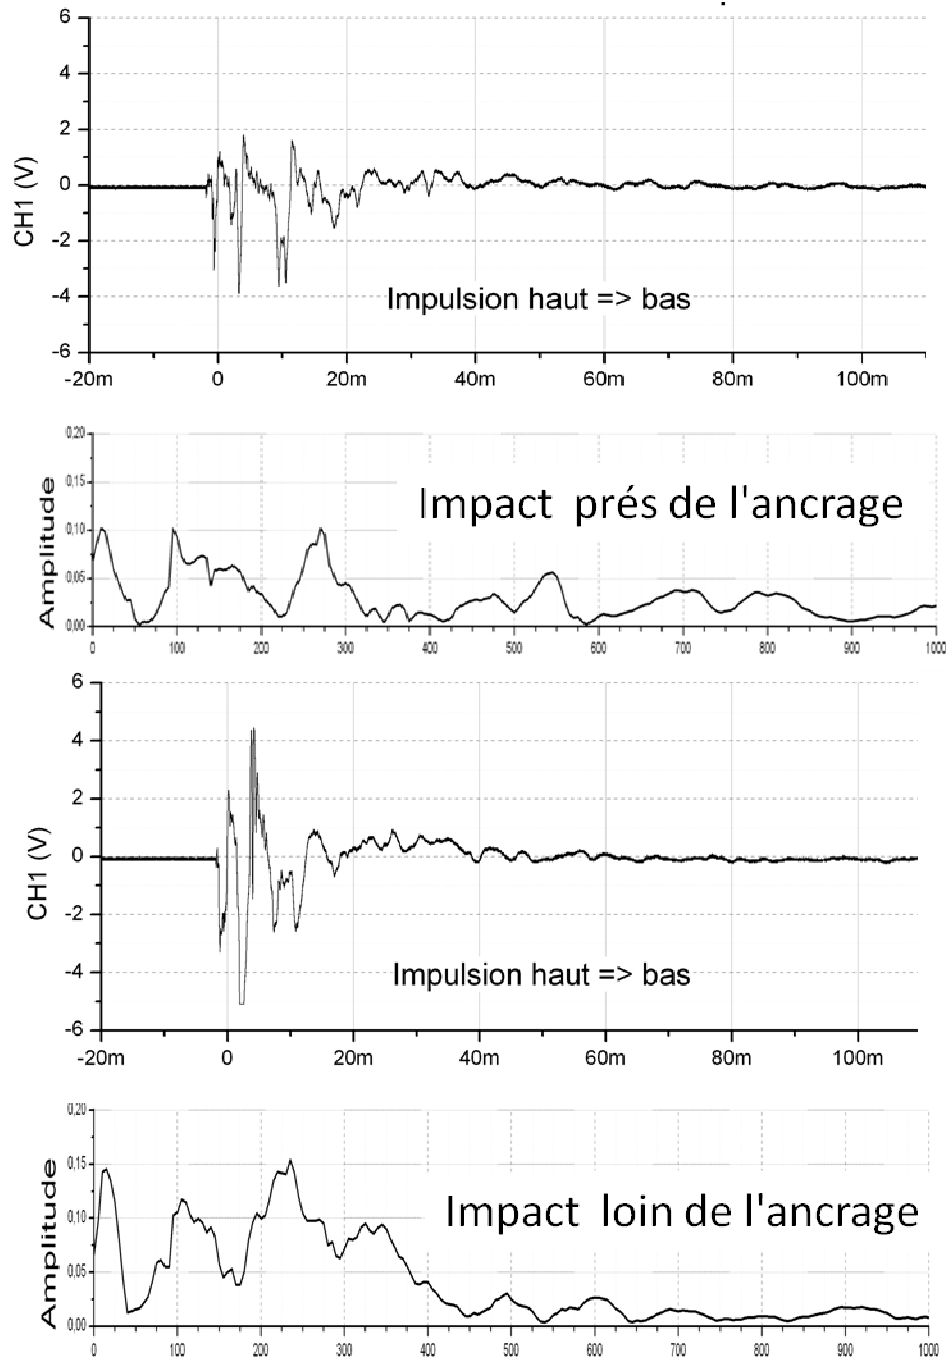 6
4
2
0
-2
-4
-6
CH1 (V)
Impulsion haut => bas
-20m 0 20m 40m 60m 80m 100m
0,20
0,15
0,10
0,05
0,00
Amplitude
Impact prés de l'ancrage
0 100 200 300 400 500 600 700 800 900 1000
6
4
2
0
-2
-4
-6
CH1 (V)
Impulsion haut => bas
-20m 0 20m 40m 60m 80m 100m
0,20
0,15
0,10
0,05
0,00
Amplitude
Impact loin de l'ancrage
0 100 200 300 400 500 600 700 800 900 1000